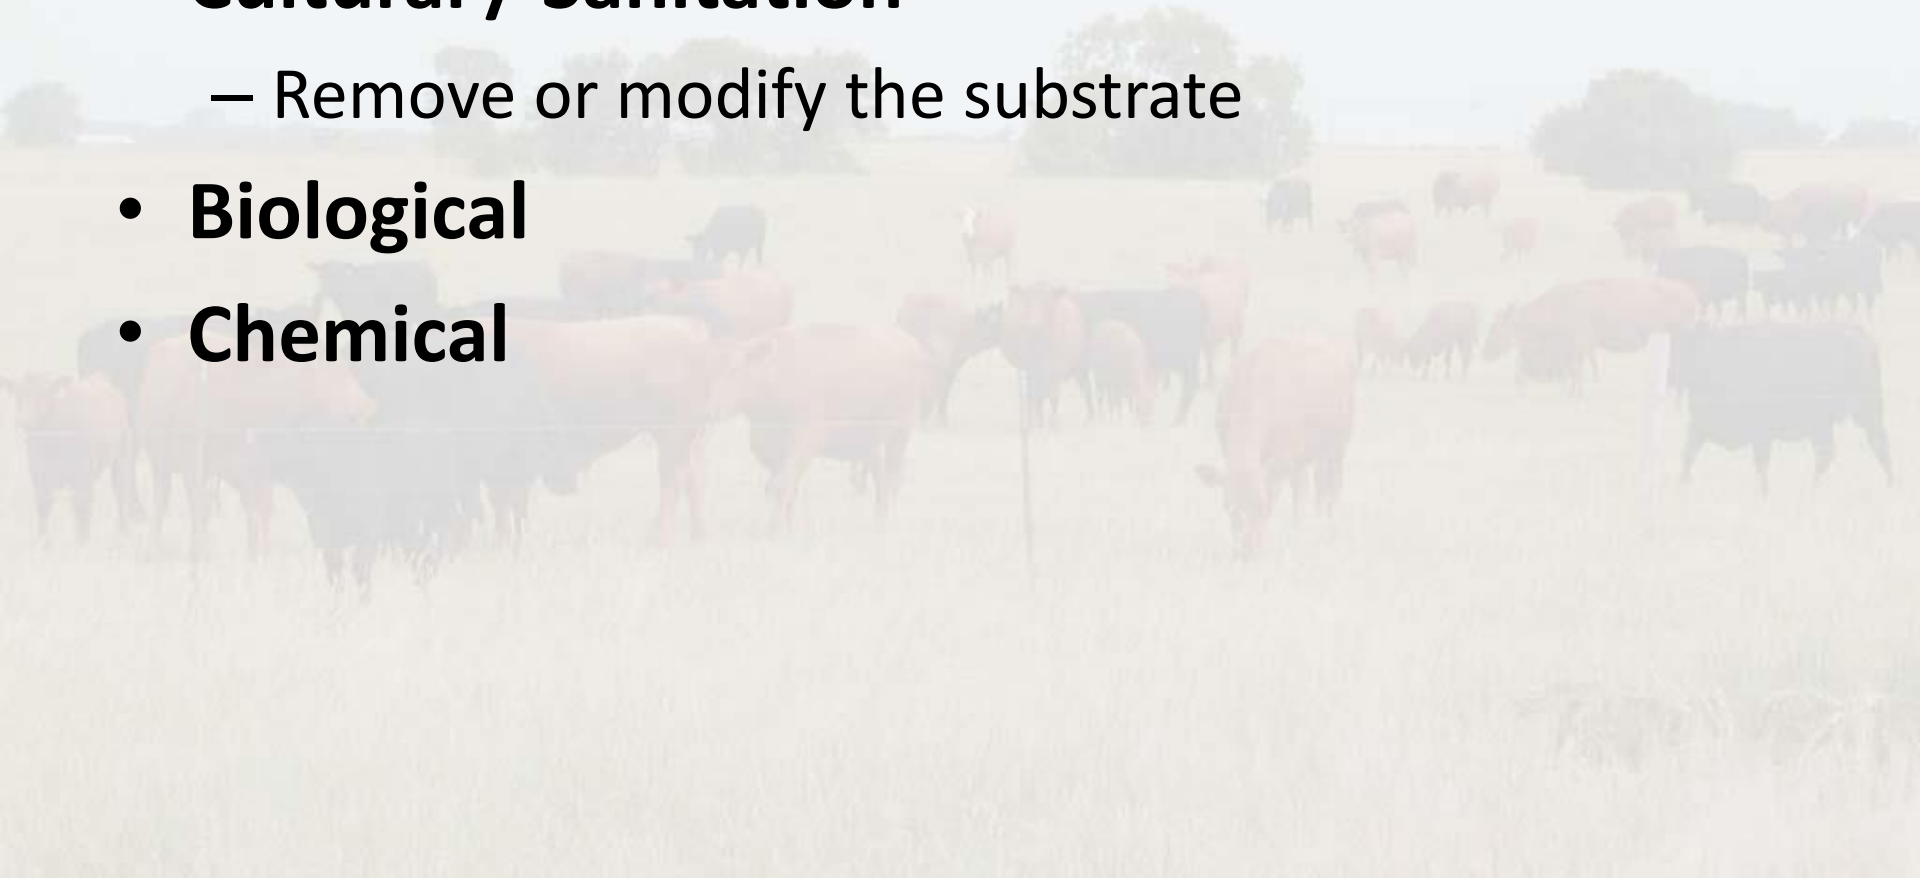 – Remove or modify the substrate
• Biological
• Chemical